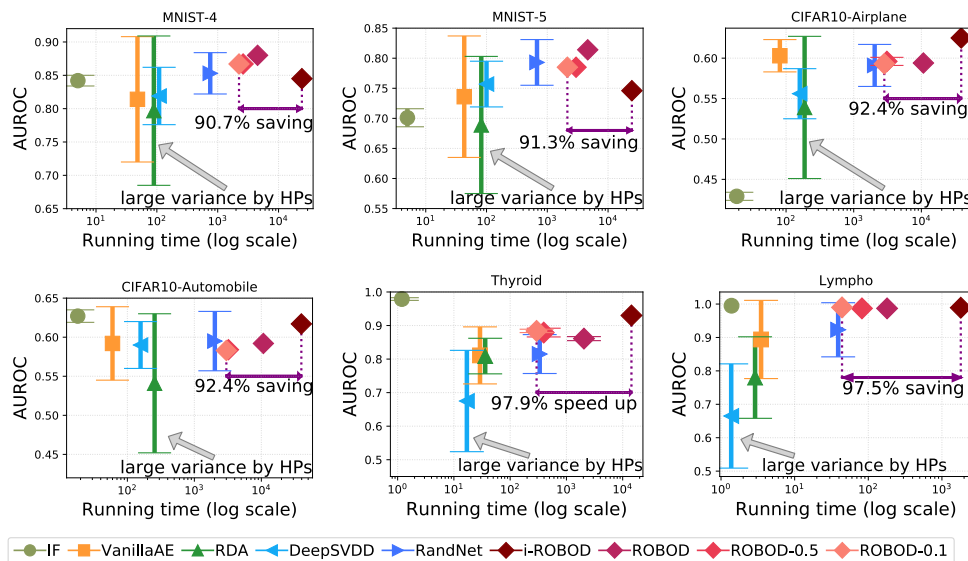 MNIST-4
AUROC
0.90
0.85
0.80
0.75
0.70
0.65
90.7% saving
large variance by HPs
10¹ 10² 10³ 10⁴
Running time (log scale)
MNIST-5
AUROC
0.85
0.80
0.75
0.70
0.65
0.60
0.55
91.3% saving
large variance by HPs
10¹ 10² 10³ 10⁴
Running time (log scale)
CIFAR10-Airplane
AUROC
0.60
0.55
0.50
0.45
92.4% saving
large variance by HPs
10² 10³ 10⁴
Running time (log scale)
CIFAR10-Automobile
AUROC
0.65
0.60
0.55
0.50
0.45
92.4% saving
large variance by HPs
10² 10³ 10⁴
Running time (log scale)
Thyroid
AUROC
1.0
0.9
0.8
0.7
0.6
0.5
97.9% speed up
large variance by HPs
10⁰ 10¹ 10² 10³ 10⁴
Running time (log scale)
Lympho
AUROC
1.0
0.9
0.8
0.7
0.6
0.5
97.5% saving
large variance by HPs
10⁰ 10¹ 10² 10³
Running time (log scale)
IF VanillaAE RDA DeepSVDD RandNet i-ROBOD ROBOD ROBOD-0.5 ROBOD-0.1